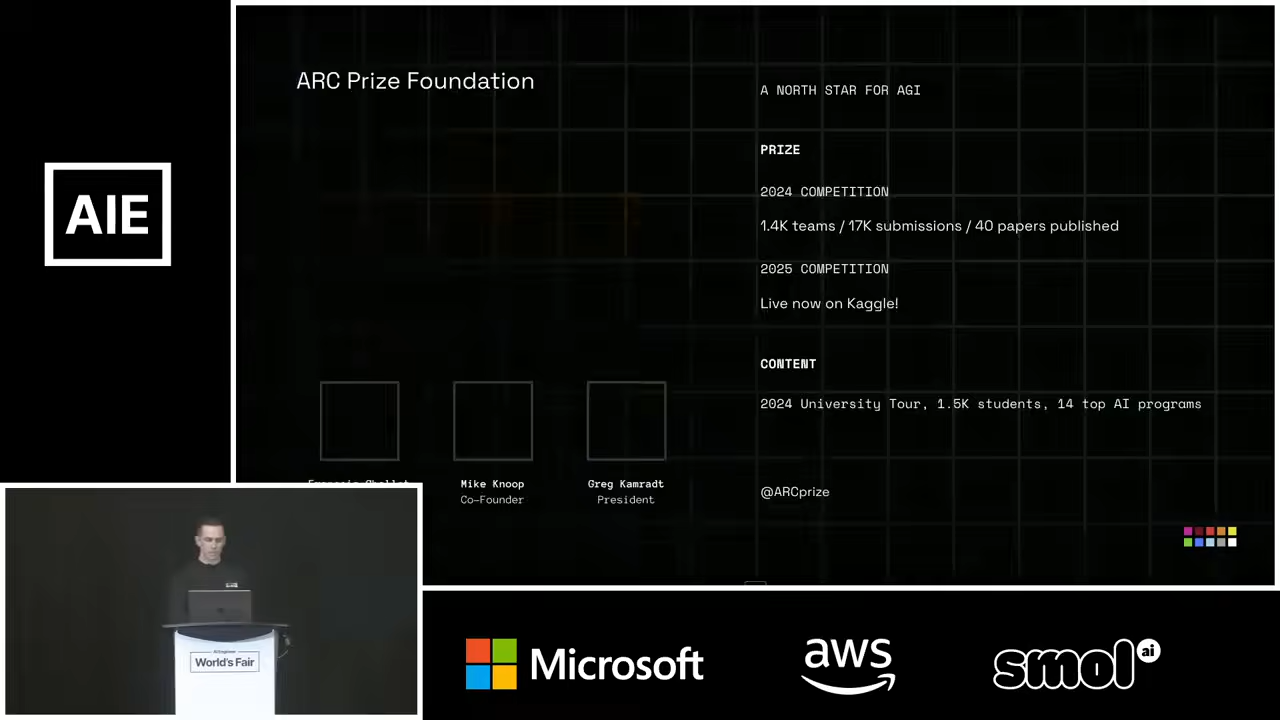 AIE
ARC Prize Foundation
Mike Knoop
Co-Founder
Greg Kamradt
President
A NORTH STAR FOR AGI
PRIZE
2024 COMPETITION
1.4K teams / 17K submissions / 40 papers published
2025 COMPETITION
Live now on Kaggle!
CONTENT
2024 University Tour, 1.5K students, 14 top AI programs
@ARCprize
AI Engineer
World's Fair
Microsoft
aws
smol ai